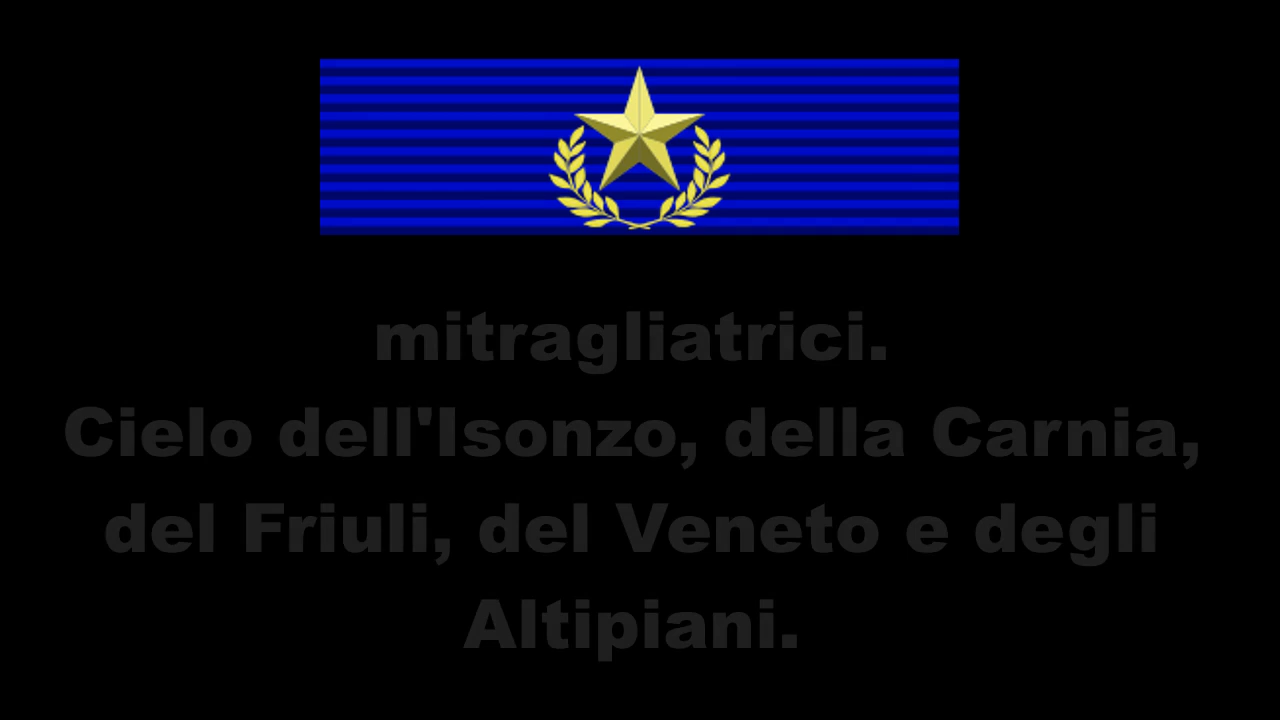 mitragliatrici.
Cielo dell'Isonzo, della Carnia,
del Friuli, del Veneto e degli
Altipiani.